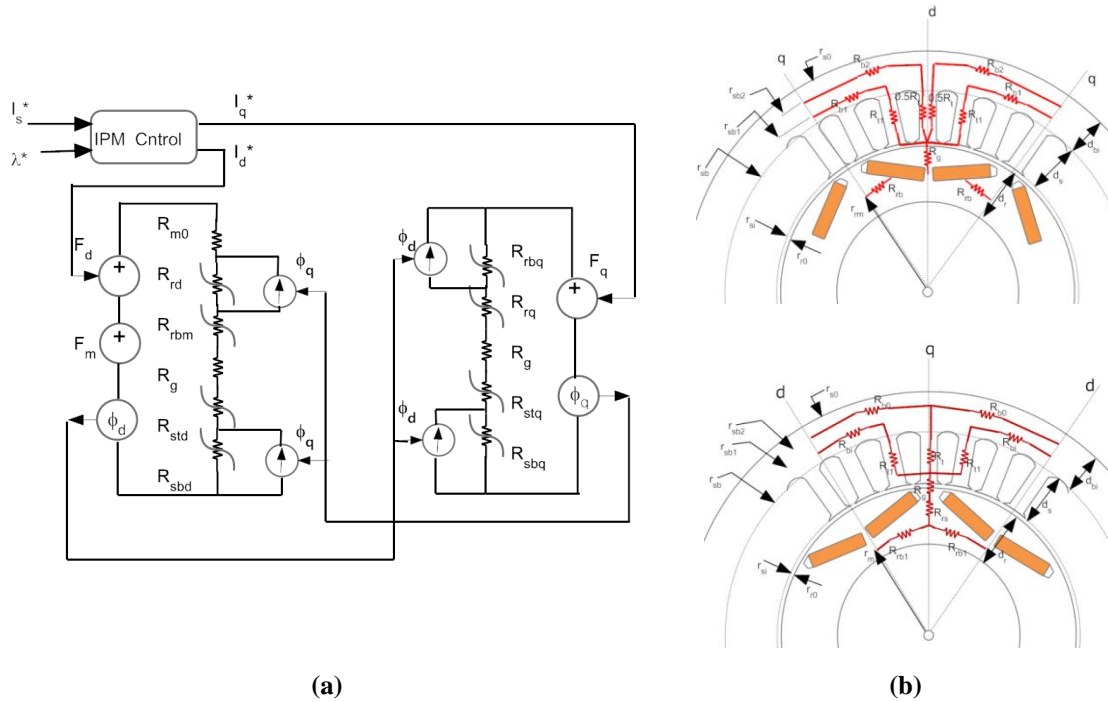 I_s* I_q*
IPM Cntrol
λ* I_d*
R_m0
F_d ϕ_q
R_rd
R_rbm
F_m
R_g
ϕ_d
R_std ϕ_q
R_sbd
ϕ_d
R_rbq
F_q
R_rq
R_g
ϕ_d R_stq ϕ_q
R_sbq
(a)
d
r_s0
R_b2 R_b2
q q
r_sb2
0.5R_t 0.5R_t
r_sb1 R_b1 R_b1
R_t1 R_t1
d_bi
r_sb R_g d_s
R_rb R_rb d_r
r_m
r_si
r_r0
q
d r_s0 d
R_b0 R_b0
r_sb2
r_sb1 R_bi R_bi
R_t1 R_t R_t1
d_bi
r_sb R_g d_s
R_rs
R_rb1 R_rb1 d_r
r_m
r_si
r_r0
(b)